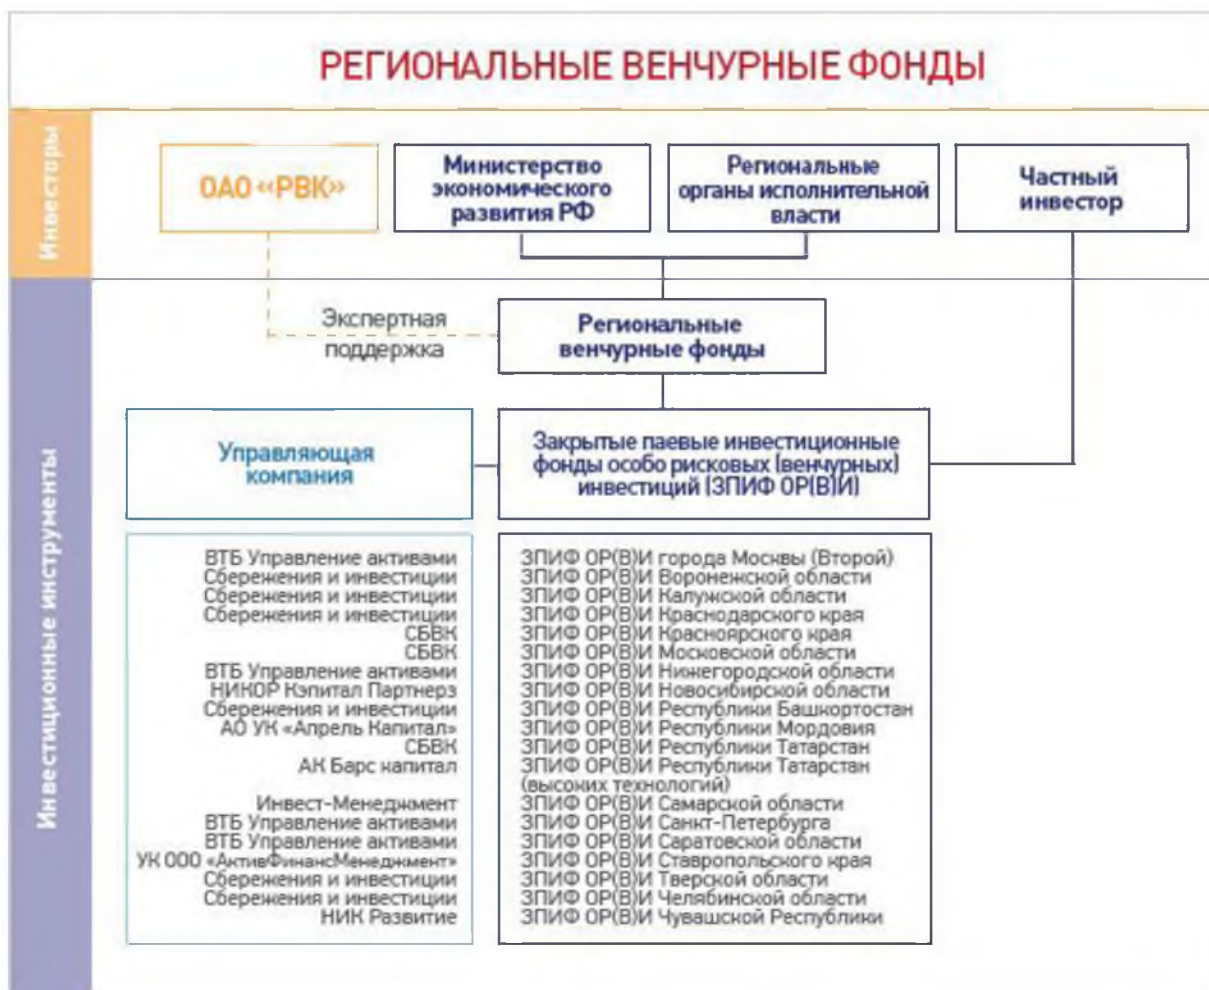 РЕГИОНАЛЬНЫЕ ВЕНЧУРНЫЕ ФОНДЫ
Инвесторы
ОАО «РВК»
Министерство
экономического
развития РФ
Региональные
органы исполнительной
власти
Частный
инвестор
Инвестиционные инструменты
Экспертная
поддержка
Региональные
венчурные фонды
Управляющая
компания
Закрытые паевые инвестиционные
фонды особо рисковых (венчурных)
инвестиций (ЗПИФ ОР(В)И)
ВТБ Управление активами
Сбережения и инвестиции
Сбережения и инвестиции
Сбережения и инвестиции
СБВК
СБВК
ВТБ Управление активами
НИКОР Кэпитал Партнерз
Сбережения и инвестиции
АО УК «Апрель Капитал»
СБВК
АК Барс капитал
Инвест-Менеджмент
ВТБ Управление активами
ВТБ Управление активами
УК ООО «АктивФинансМенеджмент»
Сбережения и инвестиции
Сбережения и инвестиции
НИК Развитие
ЗПИФ ОР(В)И города Москвы (Второй)
ЗПИФ ОР(В)И Воронежской области
ЗПИФ ОР(В)И Калужской области
ЗПИФ ОР(В)И Краснодарского края
ЗПИФ ОР(В)И Красноярского края
ЗПИФ ОР(В)И Московской области
ЗПИФ ОР(В)И Нижегородской области
ЗПИФ ОР(В)И Новосибирской области
ЗПИФ ОР(В)И Республики Башкортостан
ЗПИФ ОР(В)И Республики Мордовия
ЗПИФ ОР(В)И Республики Татарстан
ЗПИФ ОР(В)И Республики Татарстан
(высоких технологий)
ЗПИФ ОР(В)И Самарской области
ЗПИФ ОР(В)И Санкт-Петербурга
ЗПИФ ОР(В)И Саратовской области
ЗПИФ ОР(В)И Ставропольского края
ЗПИФ ОР(В)И Тверской области
ЗПИФ ОР(В)И Челябинской области
ЗПИФ ОР(В)И Чувашской Республики